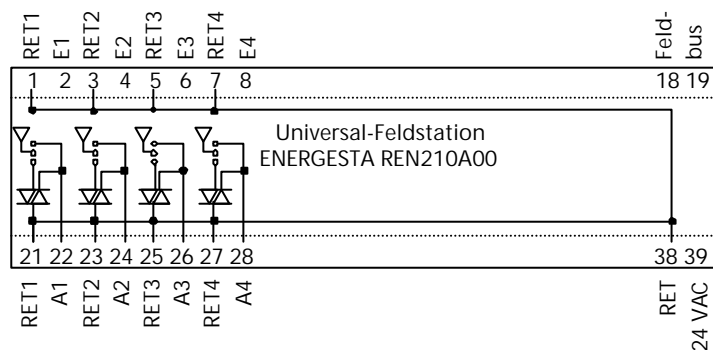 RET1 E1 RET2 E2 RET3 E3 RET4 E4 Feld- bus
1 2 3 4 5 6 7 8 18 19
Universal-Feldstation
ENERGESTA REN210A00
21 22 23 24 25 26 27 28 38 39
RET1 A1 RET2 A2 RET3 A3 RET4 A4 RET 24 VAC